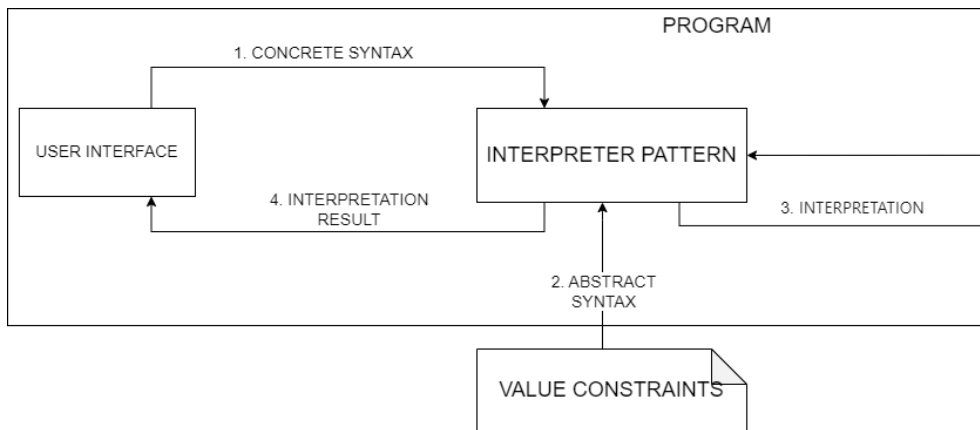 PROGRAM
1. CONCRETE SYNTAX
USER INTERFACE
INTERPRETER PATTERN
4. INTERPRETATION
RESULT
3. INTERPRETATION
2. ABSTRACT
SYNTAX
VALUE CONSTRAINTS